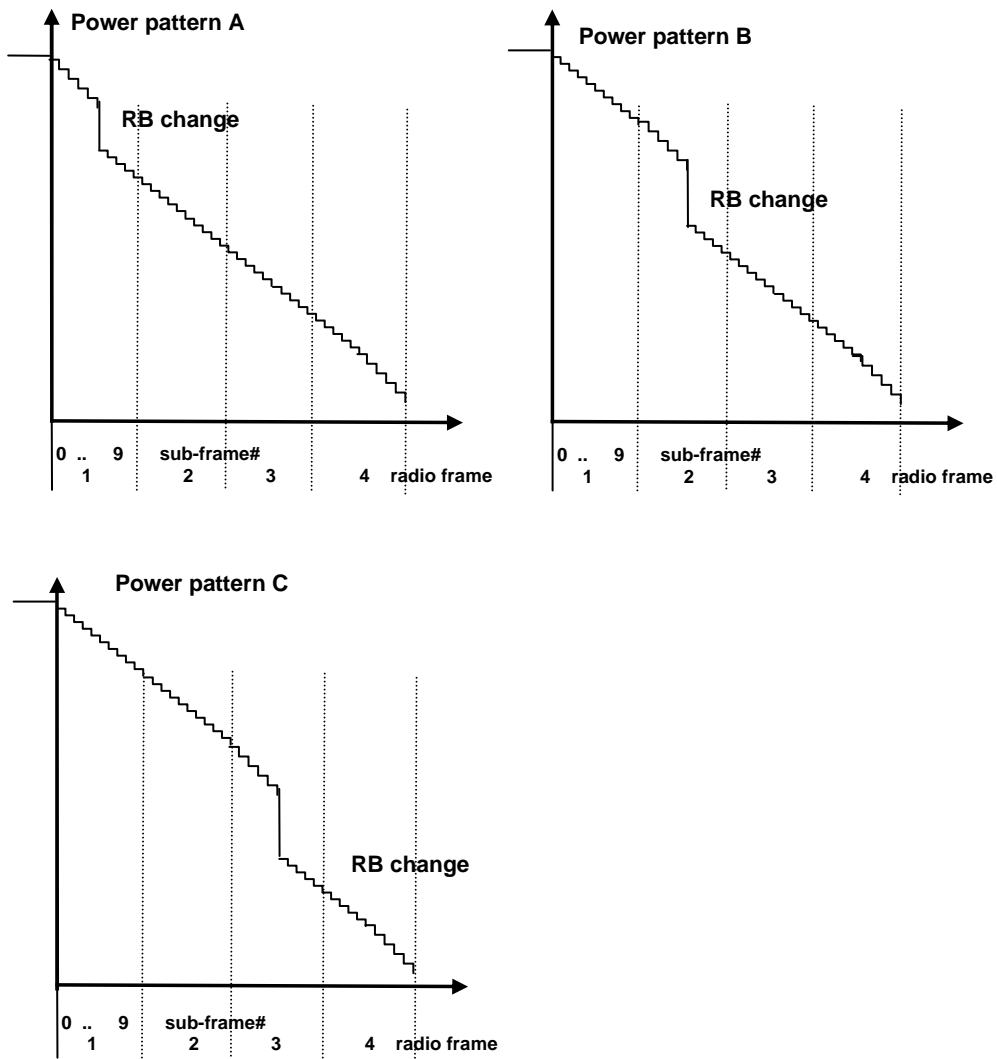 Power pattern A
RB change
0 .. 9 sub-frame#
1 2 3 4 radio frame
Power pattern B
RB change
0 .. 9 sub-frame#
1 2 3 4 radio frame
Power pattern C
RB change
0 .. 9 sub-frame#
1 2 3 4 radio frame